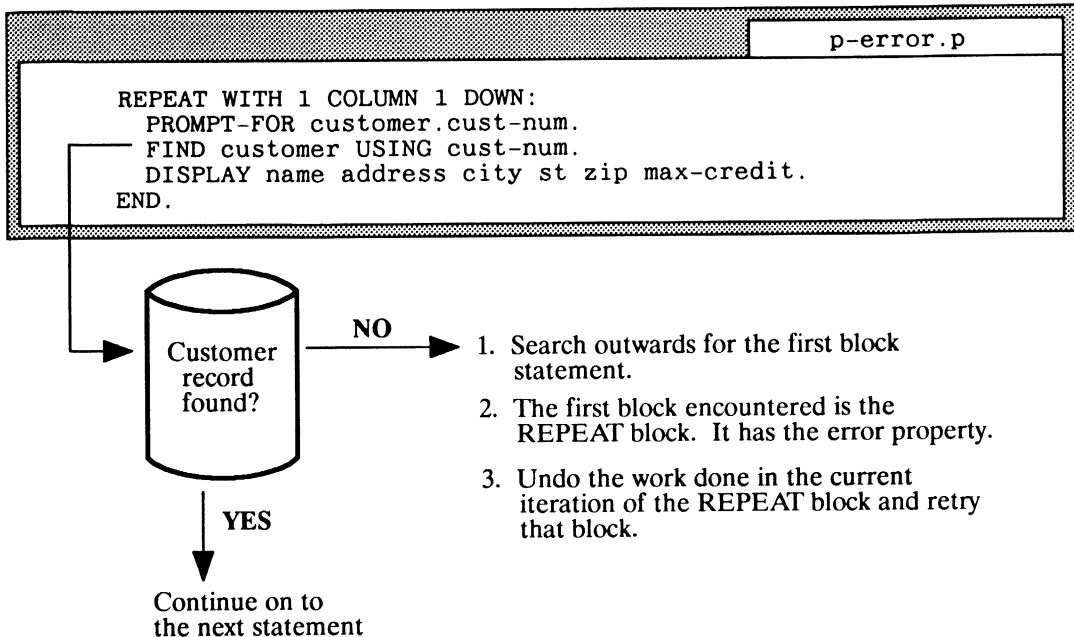 p-error.p
REPEAT WITH 1 COLUMN 1 DOWN:
PROMPT-FOR customer.cust-num.
FIND customer USING cust-num.
DISPLAY name address city st zip max-credit.
END.
Customer
record
found?
NO
1. Search outwards for the first block
statement.
2. The first block encountered is the
REPEAT block. It has the error property.
3. Undo the work done in the current
iteration of the REPEAT block and retry
that block.
YES
Continue on to
the next statement